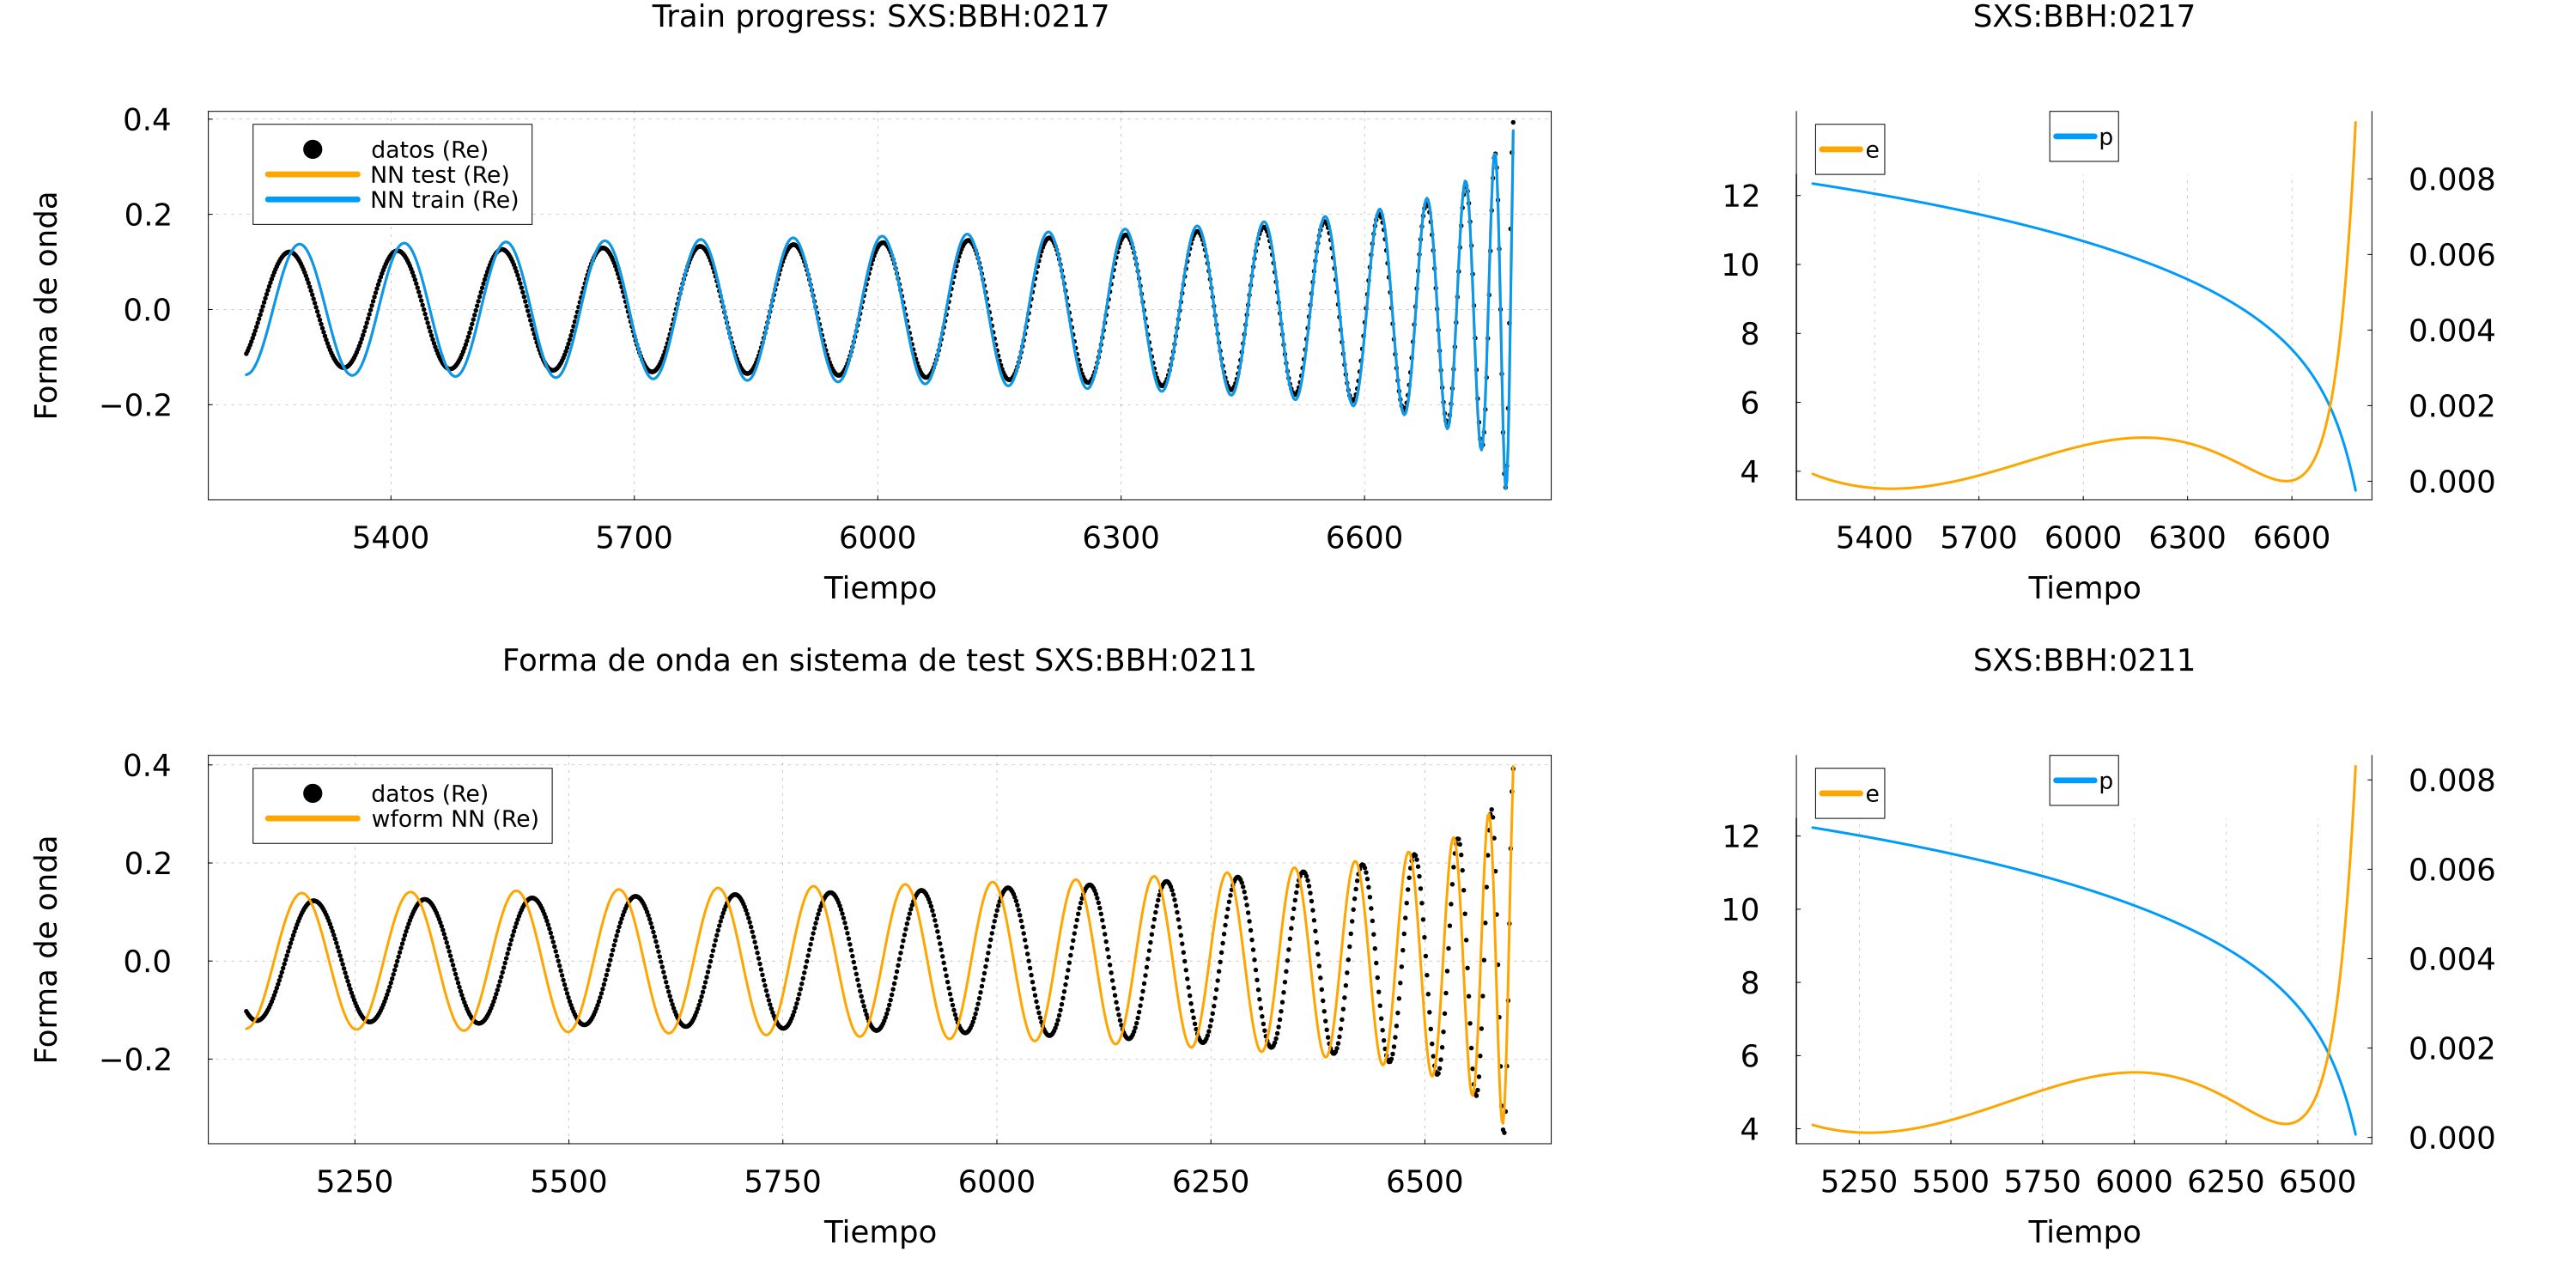 Train progress: SXS:BBH:0217
0.4
0.2
0.0
−0.2
Forma de onda
datos (Re)
NN test (Re)
NN train (Re)
5400 5700 6000 6300 6600
Tiempo
SXS:BBH:0217
e
p
12
10
8
6
4
0.008
0.006
0.004
0.002
0.000
5400 5700 6000 6300 6600
Tiempo
Forma de onda en sistema de test SXS:BBH:0211
0.4
0.2
0.0
−0.2
Forma de onda
datos (Re)
wform NN (Re)
5250 5500 5750 6000 6250 6500
Tiempo
SXS:BBH:0211
e
p
12
10
8
6
4
0.008
0.006
0.004
0.002
0.000
5250 5500 5750 6000 6250 6500
Tiempo